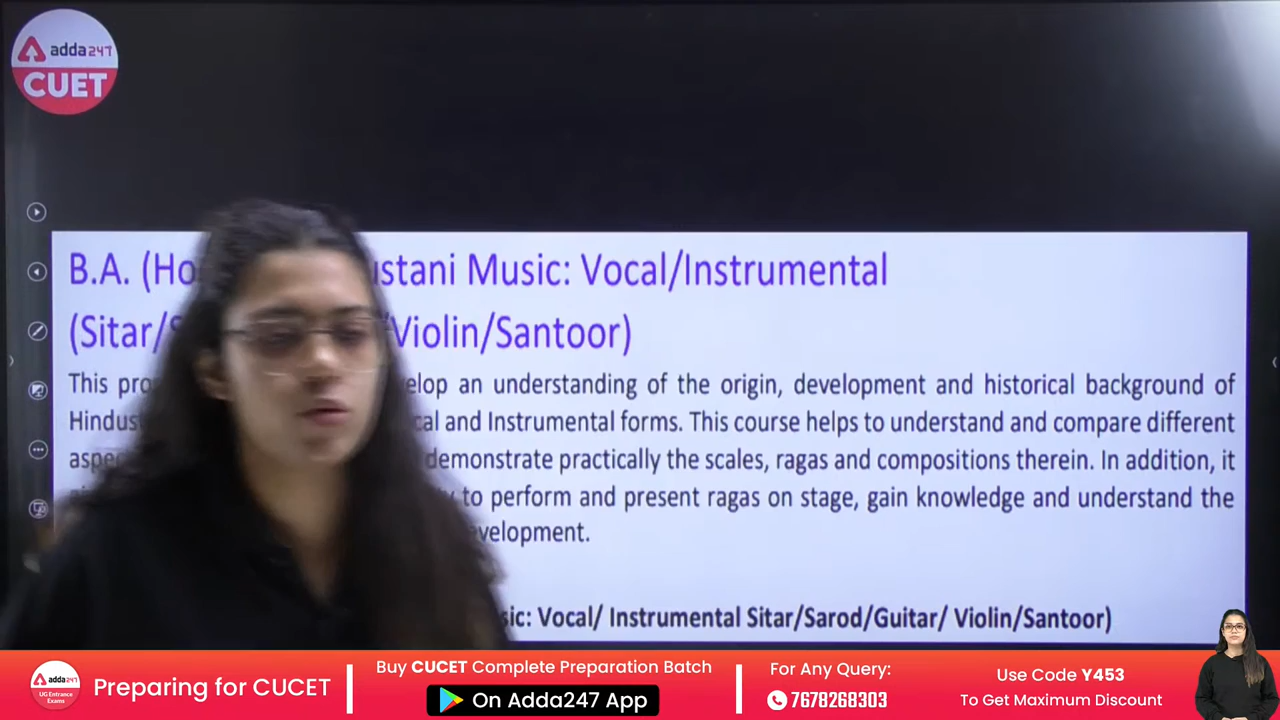 adda247
CUET
B.A. (Ho ustani Music: Vocal/Instrumental
(Sitar/S /Violin/Santoor)
This pro elop an understanding of the origin, development and historical background of
Hindus cal and Instrumental forms. This course helps to understand and compare different
aspe demonstrate practically the scales, ragas and compositions therein. In addition, it
to perform and present ragas on stage, gain knowledge and understand the
velopment.
sic: Vocal/ Instrumental Sitar/Sarod/Guitar/ Violin/Santoor)
adda247
UG Entrance
Exams
Preparing for CUCET
Buy CUCET Complete Preparation Batch
On Adda247 App
For Any Query:
7678268303
Use Code Y453
To Get Maximum Discount